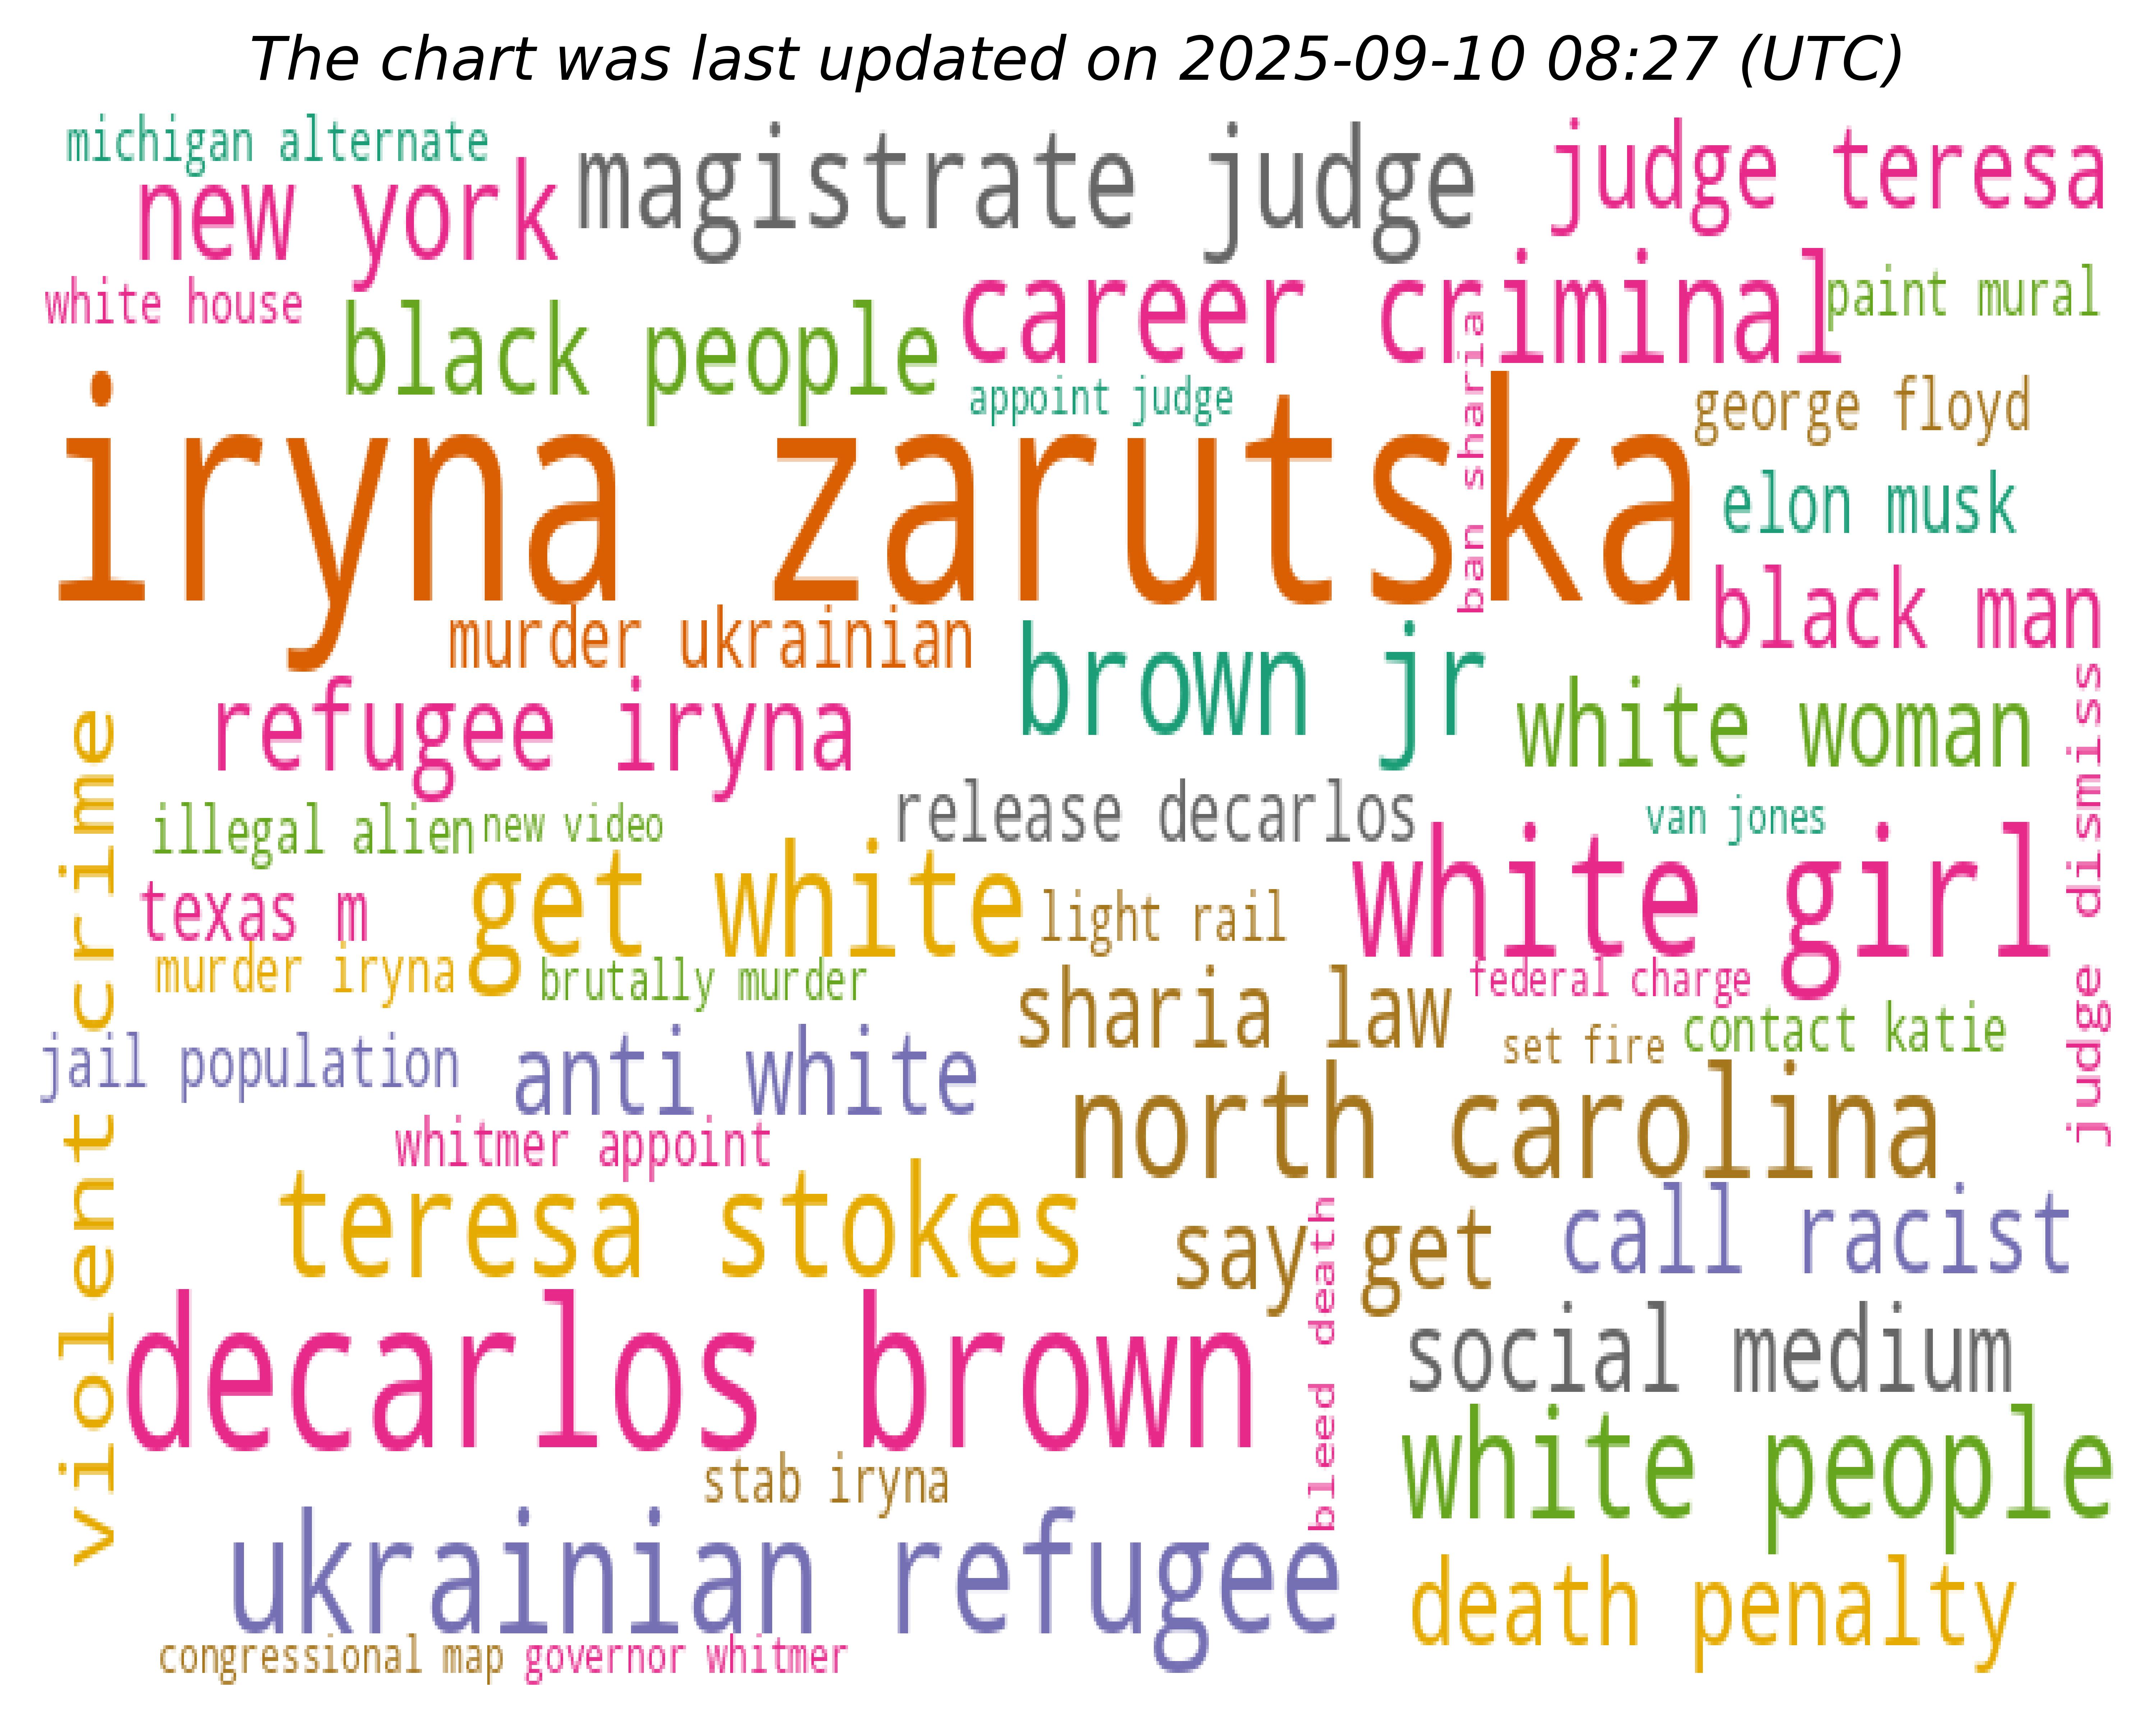 The chart was last updated on 2025-09-10 08:27 (UTC)
michigan alternate
new york
magistrate judge
judge teresa
white house
black people
career criminal
paint mural
appoint judge
ban sharia
george floyd
iryna zarutska
elon musk
black man
murder ukrainian
brown jr
refugee iryna
white woman
judge dismiss
violent crime
illegal alien
new video
release decarlos
van jones
texas m
get white
light rail
white girl
murder iryna
brutally murder
sharia law
federal charge
jail population
anti white
set fire
contact katie
whitmer appoint
north carolina
teresa stokes
say get
bleed death
call racist
decarlos brown
social medium
stab iryna
white people
ukrainian refugee
death penalty
congressional map
governor whitmer